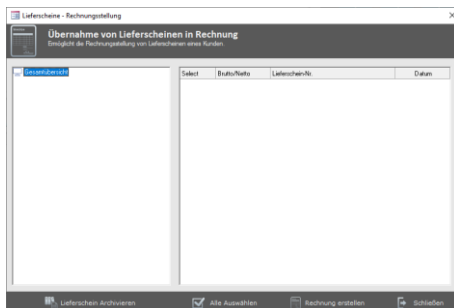 Lieferscheine - Rechnungsstellung
Übernahme von Lieferscheinen in Rechnung
Ermöglicht die Rechnungsstellung von Lieferscheinen eines Kunden.
Gesamtübersicht
Select Brutto/Netto Lieferschein-Nr. Datum
Lieferschein Archivieren Alle Auswählen Rechnung erstellen Schließen